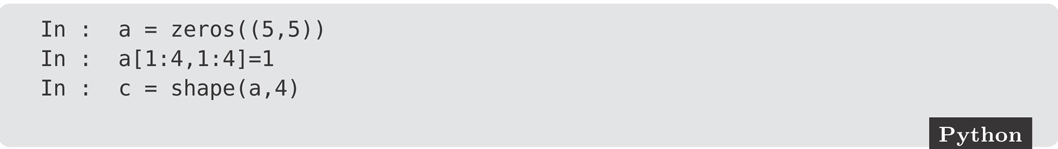 In :  a = zeros((5,5))
In :  a[1:4,1:4]=1
In :  c = shape(a,4)
Python